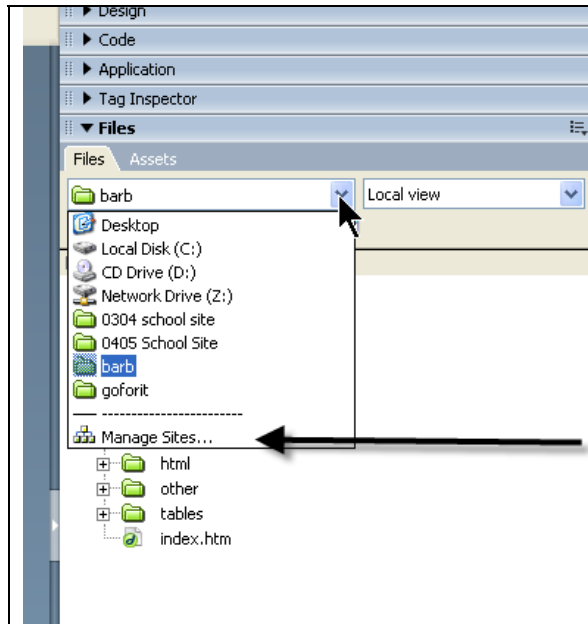 Design
Code
Application
Tag Inspector
Files
Files Assets
barb Local view
Desktop
Local Disk (C:)
CD Drive (D:)
Network Drive (Z:)
0304 school site
0405 School Site
barb
goforit
-----------------------
Manage Sites...
html
other
tables
index.htm